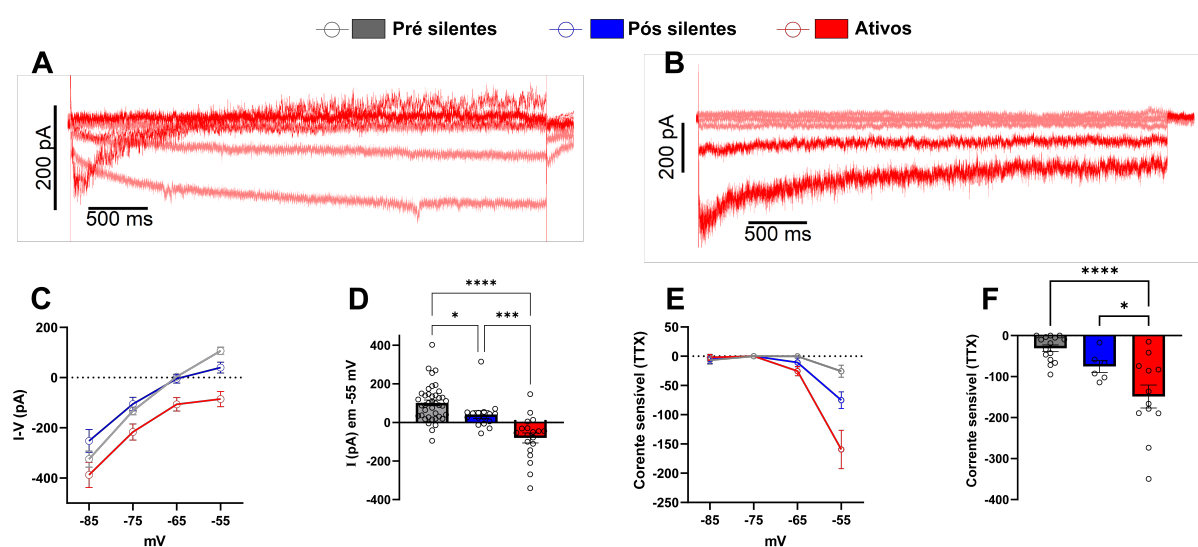 Pré silentes
Pós silentes
Ativos
A
200 pA
500 ms
B
200 pA
500 ms
C
I-V (pA)
200
0
-200
-400
-85
-75
-65
-55
mV
D
****
*
***
I (pA) em -55 mV
400
200
0
-200
-400
E
Corente sensível (TTX)
50
0
-50
-100
-150
-200
-250
-85
-75
-65
-55
mV
F
****
*
Corrente sensível (TTX)
0
-100
-200
-300
-400